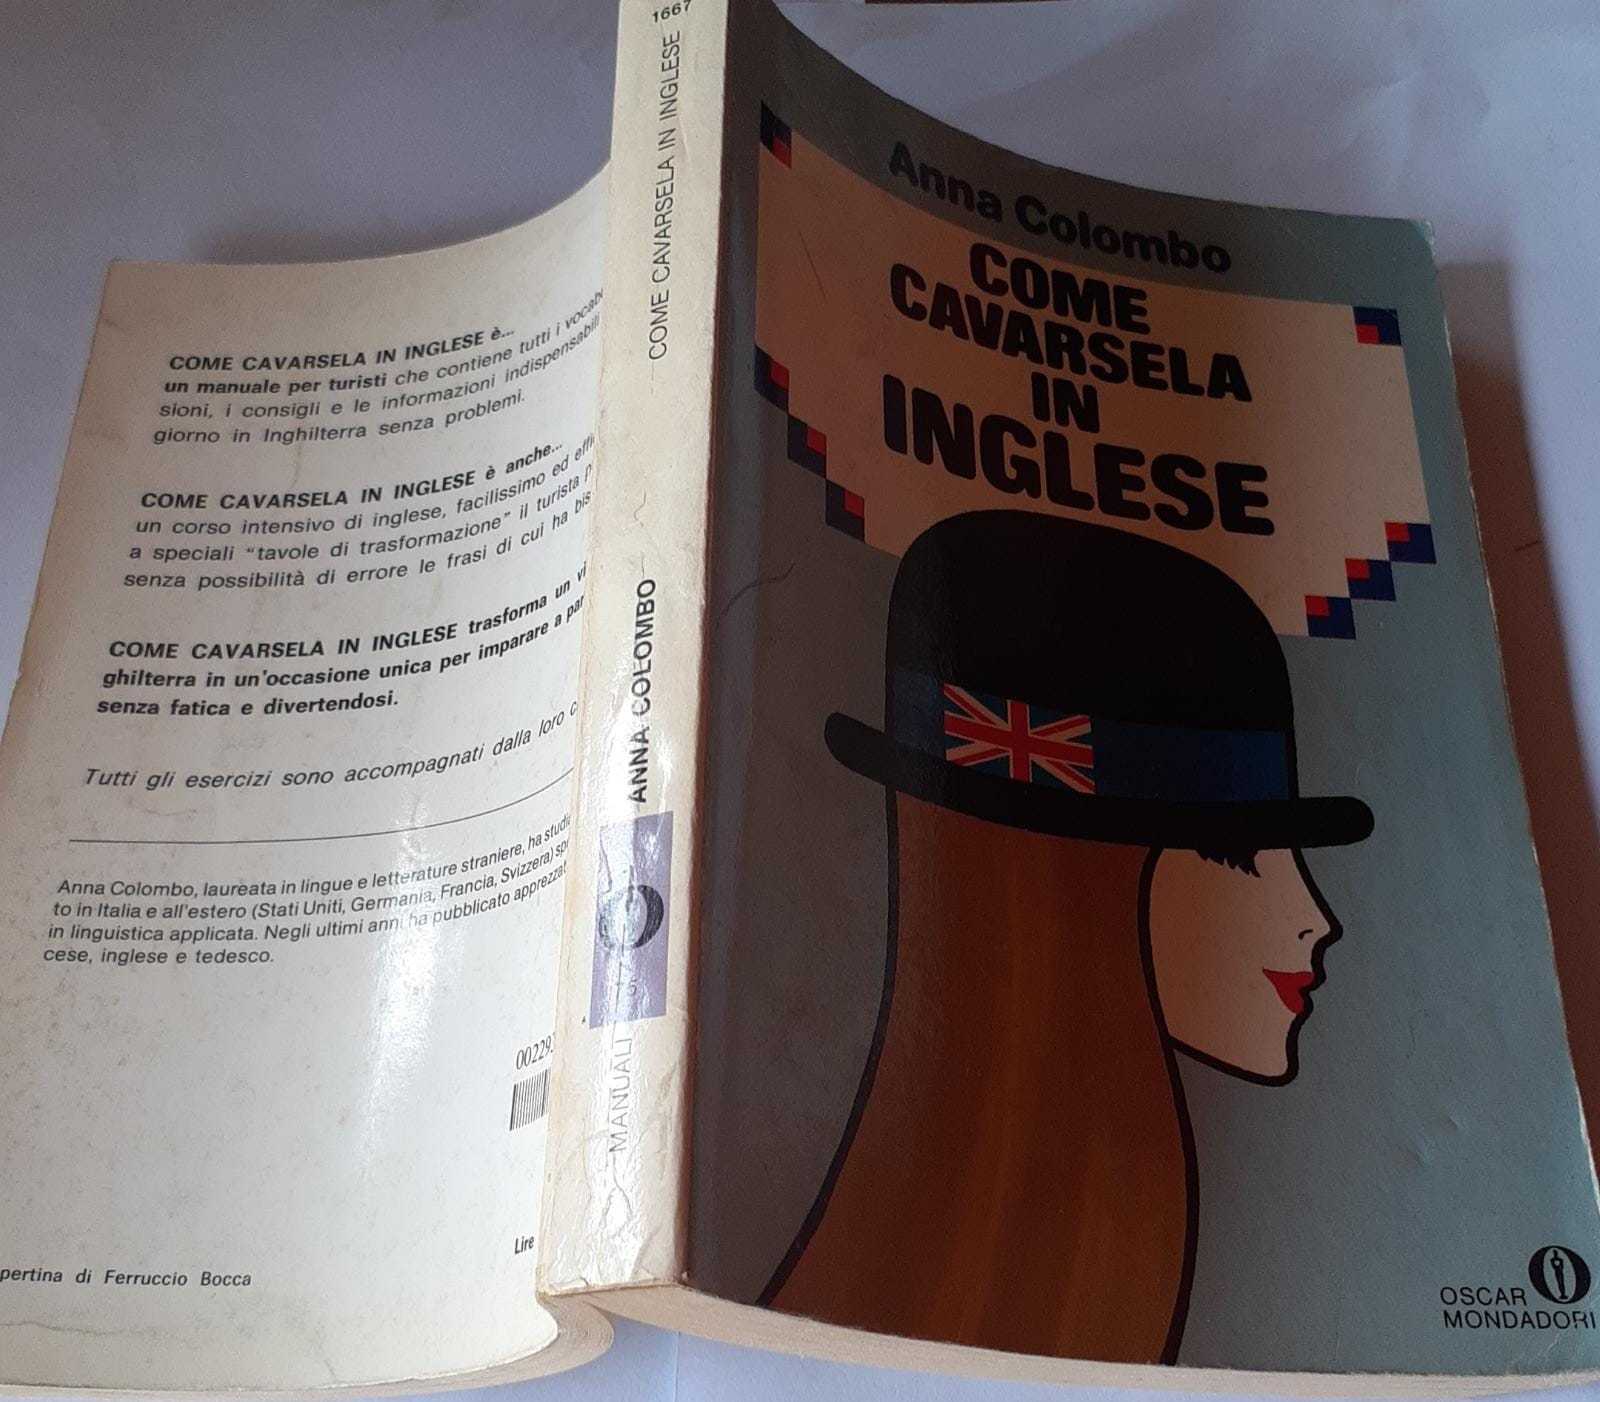 COME CAVARSELA IN INGLESE è...
un manuale per turisti che contiene tutti i
sioni, i consigli e le informazioni indispensabili
giorno in Inghilterra senza problemi.
COME CAVARSELA IN INGLESE è anche...
un corso intensivo di inglese, facilissimo ed
a speciali "tavole di trasformazione" il turista
senza possibilità di errore le frasi di cui ha
COME CAVARSELA IN INGLESE trasforma un
ghilterra in un'occasione unica per imparare a
senza fatica e divertendosi.
Tutti gli esercizi sono accompagnati dalla loro
Anna Colombo, laureata in lingue e letterature straniere, ha
to in Italia e all'estero (Stati Uniti, Germania, Francia, Svizzera)
in linguistica applicata. Negli ultimi anni ha pubblicato
cese, inglese e tedesco.
Lire
pertina di Ferruccio Bocca
1667
COME CAVARSELA IN INGLESE
ANNA COLOMBO
MANUALI
Anna Colombo
COME
CAVARSELA
IN
INGLESE
OSCAR
MONDADORI